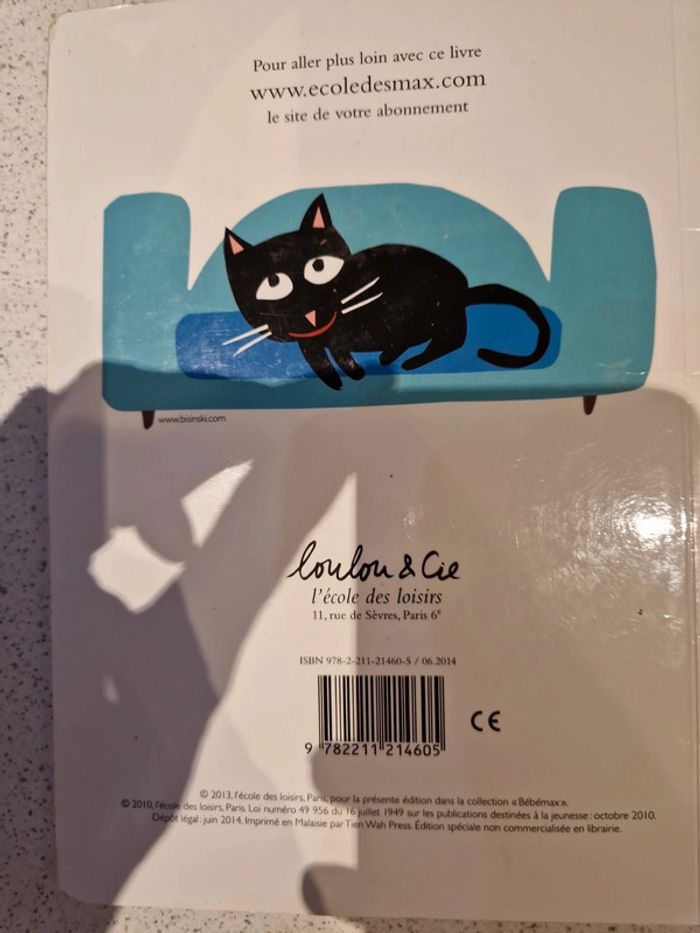 Pour aller plus loin avec ce livre
www.ecoledesmax.com
le site de votre abonnement
www.bisinski.com
loulou & Cie
l'école des loisirs
11, rue de Sèvres, Paris 6e
ISBN 978-2-211-21460-5 / 06.2014
CE
9 782211 214605
© 2013, l'école des loisirs, Paris, pour la présente édition dans la collection «Bébémax».
© 2010, l'école des loisirs, Paris. Loi numéro 49 956 du 16 juillet 1949 sur les publications destinées à la jeunesse : octobre 2010.
Dépôt légal : juin 2014. Imprimé en Malaisie par Tien Wah Press. Édition spéciale non commercialisée en librairie.